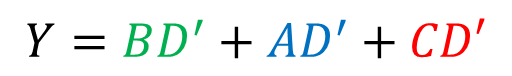 Y = BD′ + AD′ + CD′